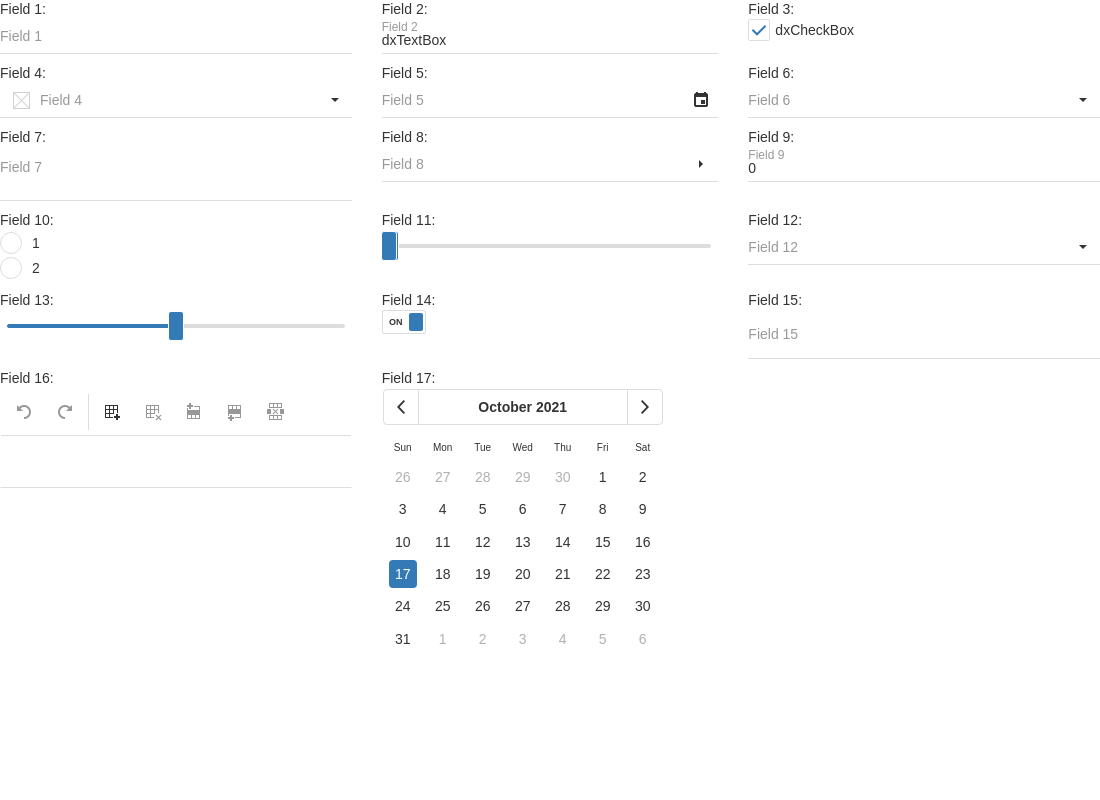 Field 1:
Field 1
Field 2:
Field 2
dxTextBox
Field 3:
dxCheckBox
Field 4:
Field 4
Field 5:
Field 5
Field 6:
Field 6
Field 7:
Field 7
Field 8:
Field 8
Field 9:
Field 9
0
Field 10:
1
2
Field 11:
Field 12:
Field 12
Field 13:
Field 14:
ON
Field 15:
Field 15
Field 16:
Field 17:
October 2021
Sun Mon Tue Wed Thu Fri Sat
26 27 28 29 30 1 2
3 4 5 6 7 8 9
10 11 12 13 14 15 16
17 18 19 20 21 22 23
24 25 26 27 28 29 30
31 1 2 3 4 5 6